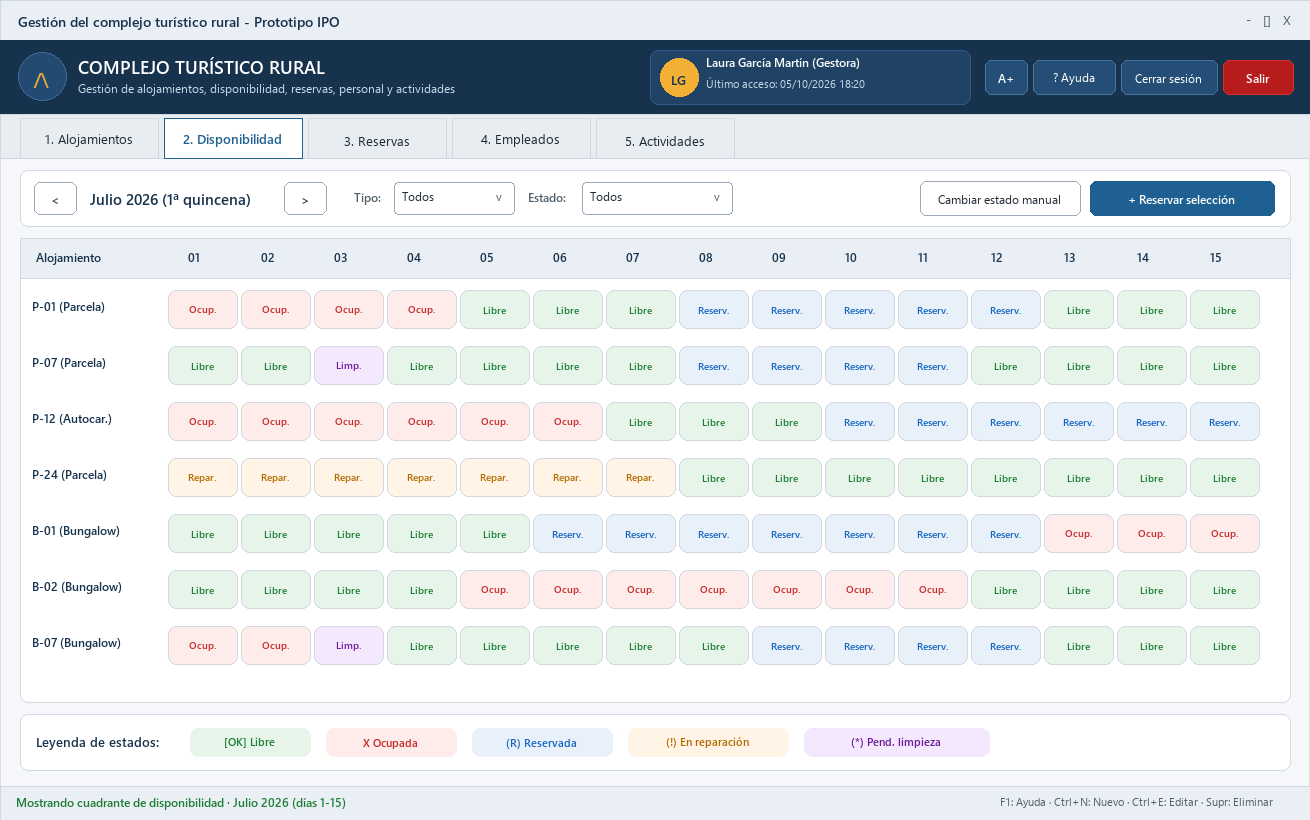 Gestión del complejo turístico rural - Prototipo IPO - [] X
/\ COMPLEJO TURÍSTICO RURAL
Gestión de alojamientos, disponibilidad, reservas, personal y actividades
LG Laura García Martín (Gestora)
Último acceso: 05/10/2026 18:20
A+ ? Ayuda Cerrar sesión Salir
1. Alojamientos 2. Disponibilidad 3. Reservas 4. Empleados 5. Actividades
< Julio 2026 (1ª quincena) > Tipo: Todos v Estado: Todos v Cambiar estado manual + Reservar selección
Alojamiento 01 02 03 04 05 06 07 08 09 10 11 12 13 14 15
P-01 (Parcela) Ocup. Ocup. Ocup. Ocup. Libre Libre Libre Reserv. Reserv. Reserv. Reserv. Reserv. Libre Libre Libre
P-07 (Parcela) Libre Libre Limp. Libre Libre Libre Libre Reserv. Reserv. Reserv. Reserv. Libre Libre Libre Libre
P-12 (Autocar.) Ocup. Ocup. Ocup. Ocup. Ocup. Ocup. Libre Libre Libre Reserv. Reserv. Reserv. Reserv. Reserv. Reserv.
P-24 (Parcela) Repar. Repar. Repar. Repar. Repar. Repar. Repar. Libre Libre Libre Libre Libre Libre Libre Libre
B-01 (Bungalow) Libre Libre Libre Libre Libre Reserv. Reserv. Reserv. Reserv. Reserv. Reserv. Reserv. Ocup. Ocup. Ocup.
B-02 (Bungalow) Libre Libre Libre Libre Ocup. Ocup. Ocup. Ocup. Ocup. Ocup. Ocup. Libre Libre Libre Libre
B-07 (Bungalow) Ocup. Ocup. Limp. Libre Libre Libre Libre Libre Reserv. Reserv. Reserv. Reserv. Libre Libre Libre
Leyenda de estados: [OK] Libre X Ocupada (R) Reservada (!) En reparación (*) Pend. limpieza
Mostrando cuadrante de disponibilidad · Julio 2026 (días 1-15) F1: Ayuda · Ctrl+N: Nuevo · Ctrl+E: Editar · Supr: Eliminar